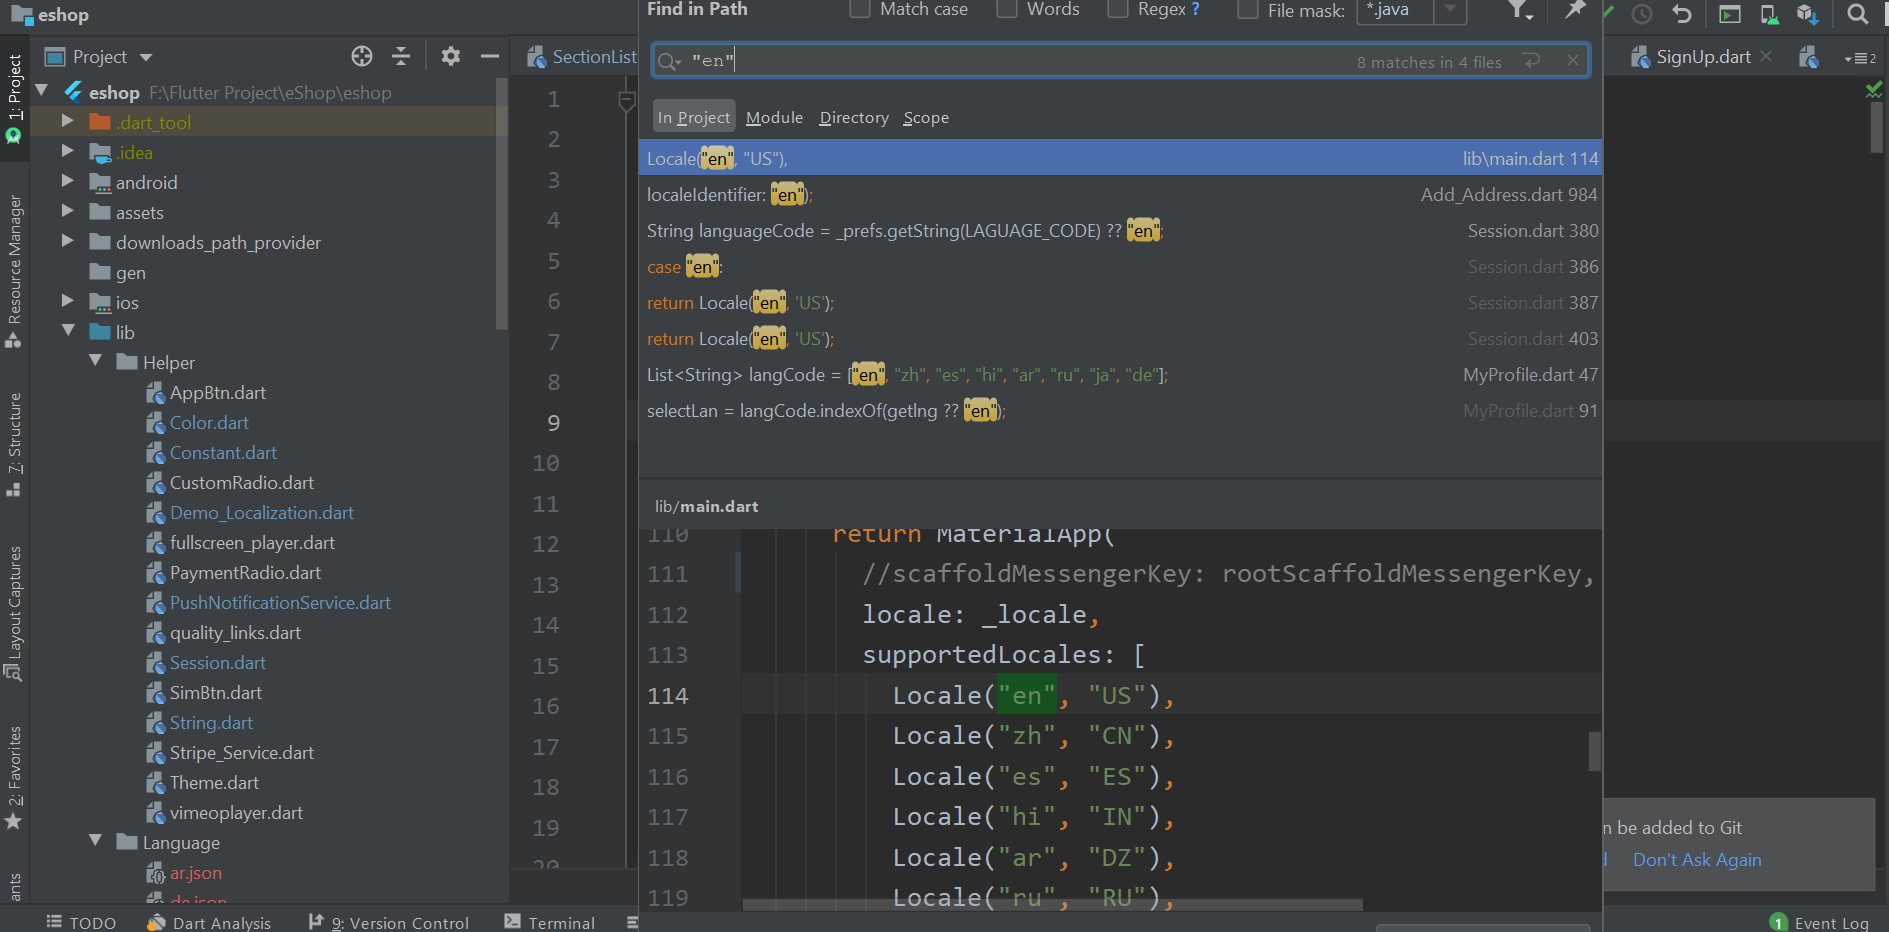 eshop
Project
eshop F:\Flutter Project\eShop\eshop
.dart_tool
.idea
android
assets
downloads_path_provider
gen
ios
lib
Helper
AppBtn.dart
Color.dart
Constant.dart
CustomRadio.dart
Demo_Localization.dart
fullscreen_player.dart
PaymentRadio.dart
PushNotificationService.dart
quality_links.dart
Session.dart
SimBtn.dart
String.dart
Stripe_Service.dart
Theme.dart
vimeoplayer.dart
Language
ar.json
de.json
1: Project
Resource Manager
7: Structure
Layout Captures
2: Favorites
ants
SectionList
1
2
3
4
5
6
7
8
9
10
11
12
13
14
15
16
17
18
19
20
Find in Path
Match case
Words
Regex ?
File mask:
*.java
"en"
8 matches in 4 files
In Project Module Directory Scope
Locale("en", "US"), lib\main.dart 114
localeIdentifier: "en"); Add_Address.dart 984
String languageCode = _prefs.getString(LAGUAGE_CODE) ?? "en"; Session.dart 380
case "en": Session.dart 386
return Locale("en", 'US'); Session.dart 387
return Locale("en", 'US'); Session.dart 403
List<String> langCode = ["en", "zh", "es", "hi", "ar", "ru", "ja", "de"]; MyProfile.dart 47
selectLan = langCode.indexOf(getlng ?? "en"); MyProfile.dart 91
lib/main.dart
110 return MaterialApp(
111 //scaffoldMessengerKey: rootScaffoldMessengerKey,
112 locale: _locale,
113 supportedLocales: [
114 Locale("en", "US"),
115 Locale("zh", "CN"),
116 Locale("es", "ES"),
117 Locale("hi", "IN"),
118 Locale("ar", "DZ"),
119 Locale("ru", "RU"),
SignUp.dart
2
n be added to Git
d Don't Ask Again
TODO Dart Analysis 9: Version Control Terminal
1 Event Log